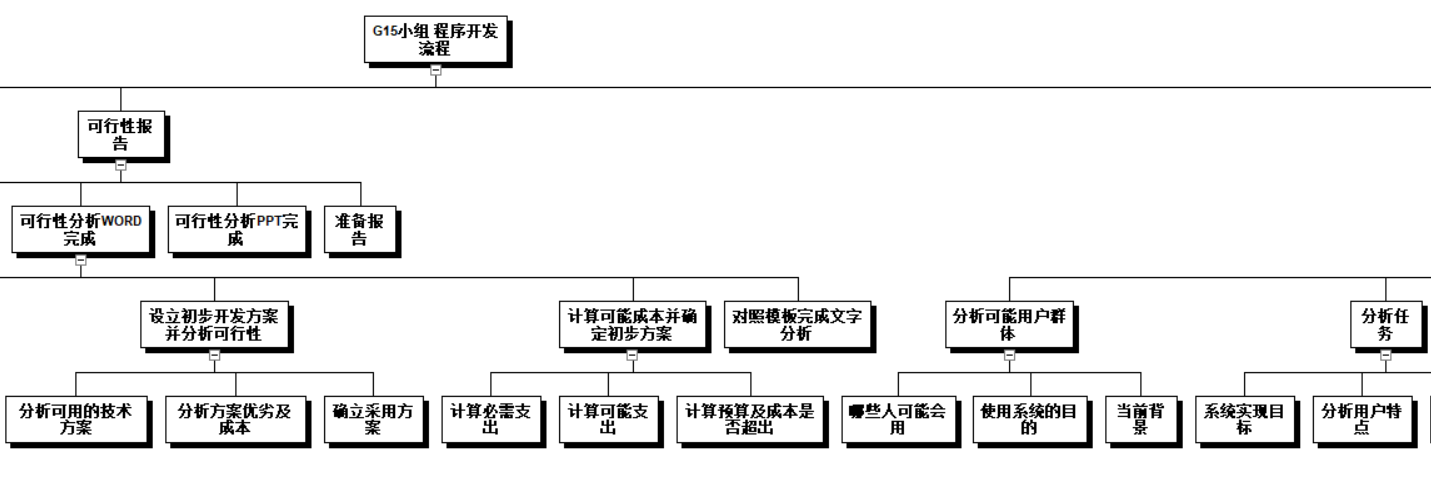 G15小组 程序开发
流程
可行性报
告
可行性分析WORD
完成
可行性分析PPT完
成
准备报
告
设立初步开发方案
并分析可行性
计算可能成本并确
定初步方案
对照模板完成文字
分析
分析可能用户群
体
分析任
务
分析可用的技术
方案
分析方案优劣及
成本
确立采用方
案
计算必需支
出
计算可能支
出
计算预算及成本是
否超出
哪些人可能会
用
使用系统的目
的
当前背
景
系统实现目
标
分析用户特
点